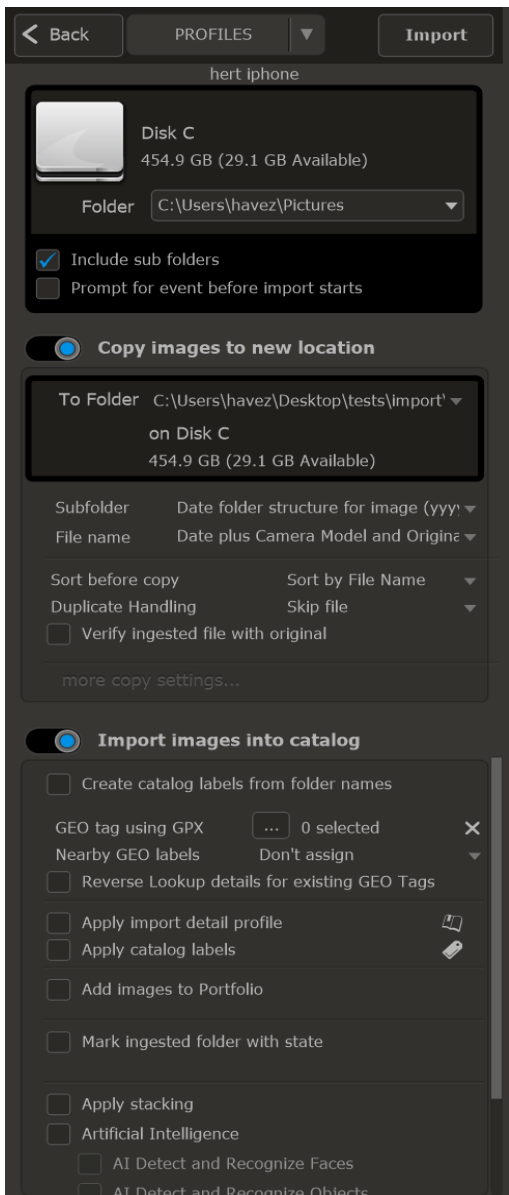 Back
PROFILES
Import
hert iphone
Disk C
454.9 GB (29.1 GB Available)
Folder C:\Users\havez\Pictures
Include sub folders
Prompt for event before import starts
Copy images to new location
To Folder C:\Users\havez\Desktop\tests\import\
on Disk C
454.9 GB (29.1 GB Available)
Subfolder Date folder structure for image (yyy
File name Date plus Camera Model and Origina
Sort before copy Sort by File Name
Duplicate Handling Skip file
Verify ingested file with original
more copy settings...
Import images into catalog
Create catalog labels from folder names
GEO tag using GPX ... 0 selected
Nearby GEO labels Don't assign
Reverse Lookup details for existing GEO Tags
Apply import detail profile
Apply catalog labels
Add images to Portfolio
Mark ingested folder with state
Apply stacking
Artificial Intelligence
AI Detect and Recognize Faces
AI Detect and Recognize Objects